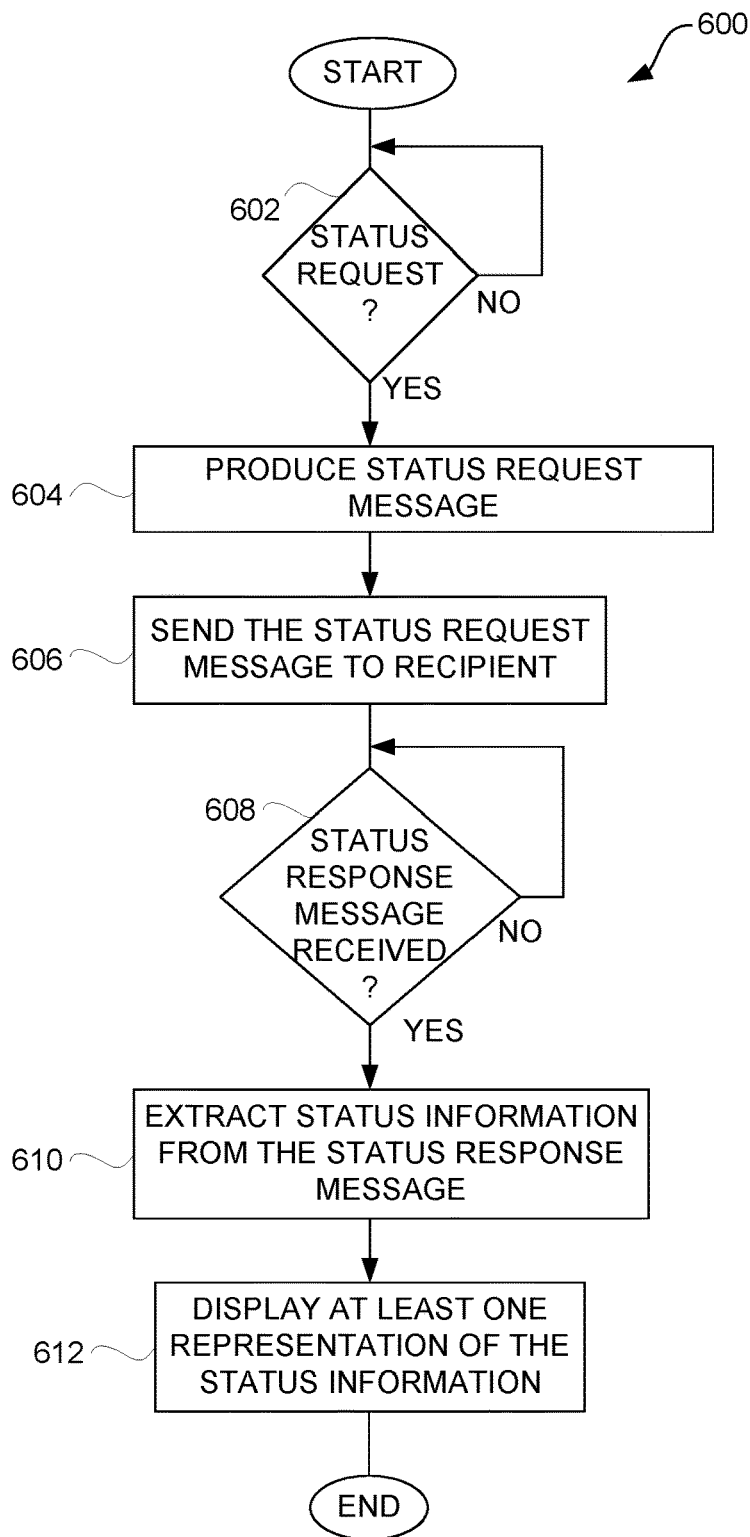 600
START
602
STATUS
REQUEST
?
NO
YES
604
PRODUCE STATUS REQUEST
MESSAGE
606
SEND THE STATUS REQUEST
MESSAGE TO RECIPIENT
608
STATUS
RESPONSE
MESSAGE
RECEIVED
?
NO
YES
610
EXTRACT STATUS INFORMATION
FROM THE STATUS RESPONSE
MESSAGE
612
DISPLAY AT LEAST ONE
REPRESENTATION OF THE
STATUS INFORMATION
END